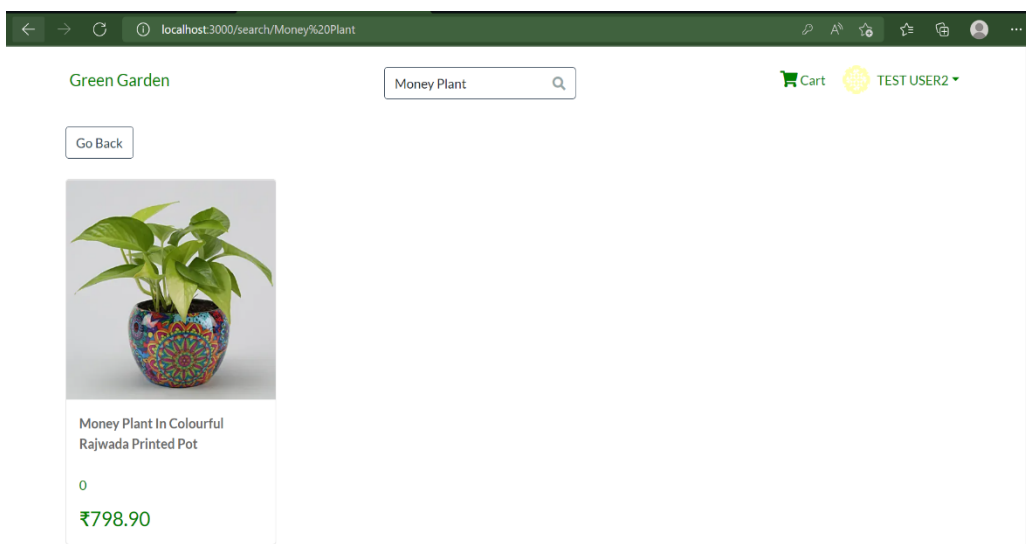 localhost:3000/search/Money%20Plant
Green Garden
Money Plant
Cart
TEST USER2
Go Back
Money Plant In Colourful
Rajwada Printed Pot
0
₹798.90